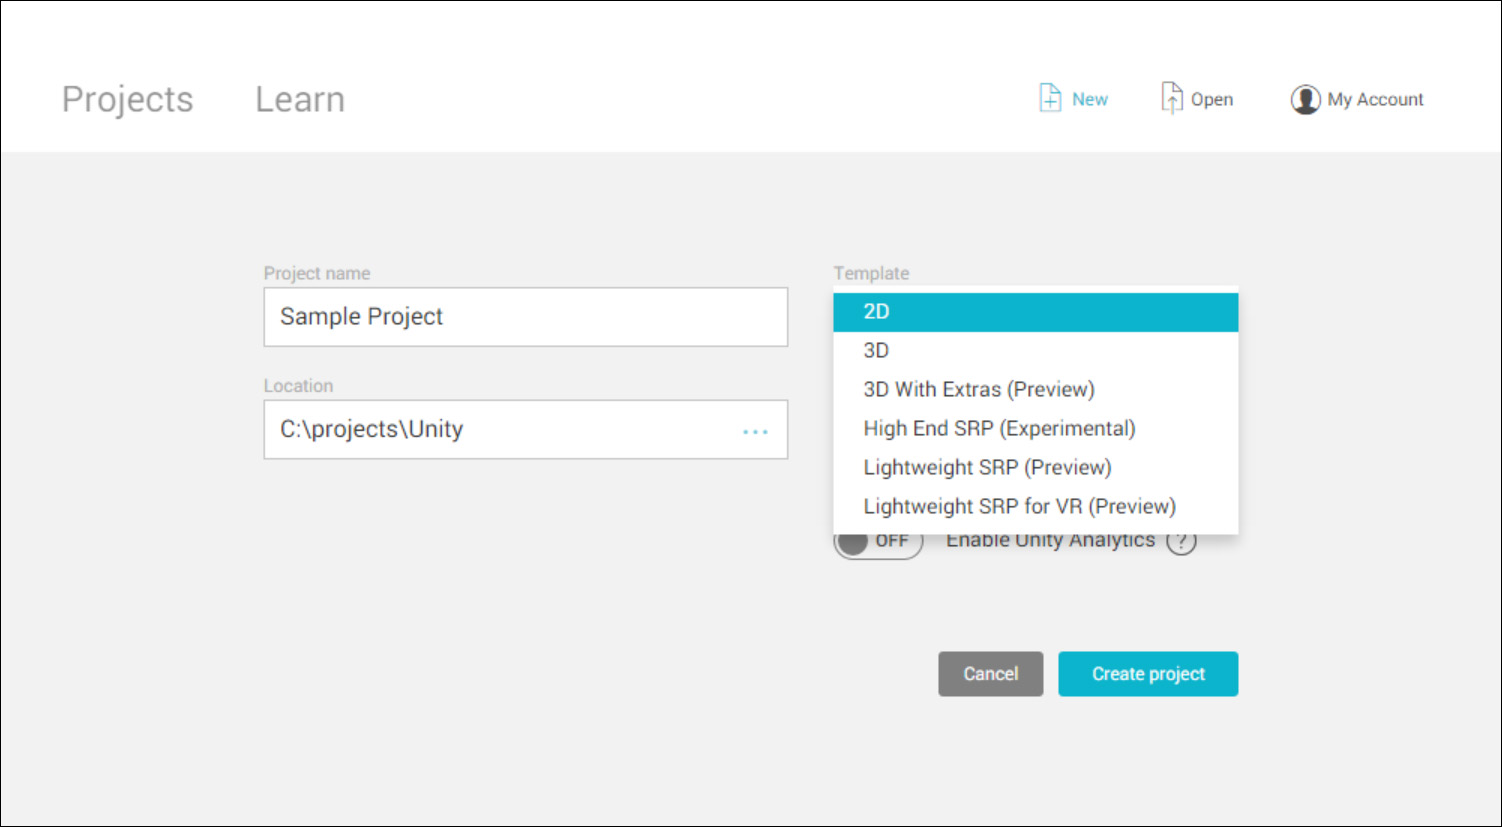 Projects
Learn
New
Open
My Account
Project name
Sample Project
Location
C:\projects\Unity
...
Template
2D
3D
3D With Extras (Preview)
High End SRP (Experimental)
Lightweight SRP (Preview)
Lightweight SRP for VR (Preview)
OFF
Enable Unity Analytics ?
Cancel
Create project